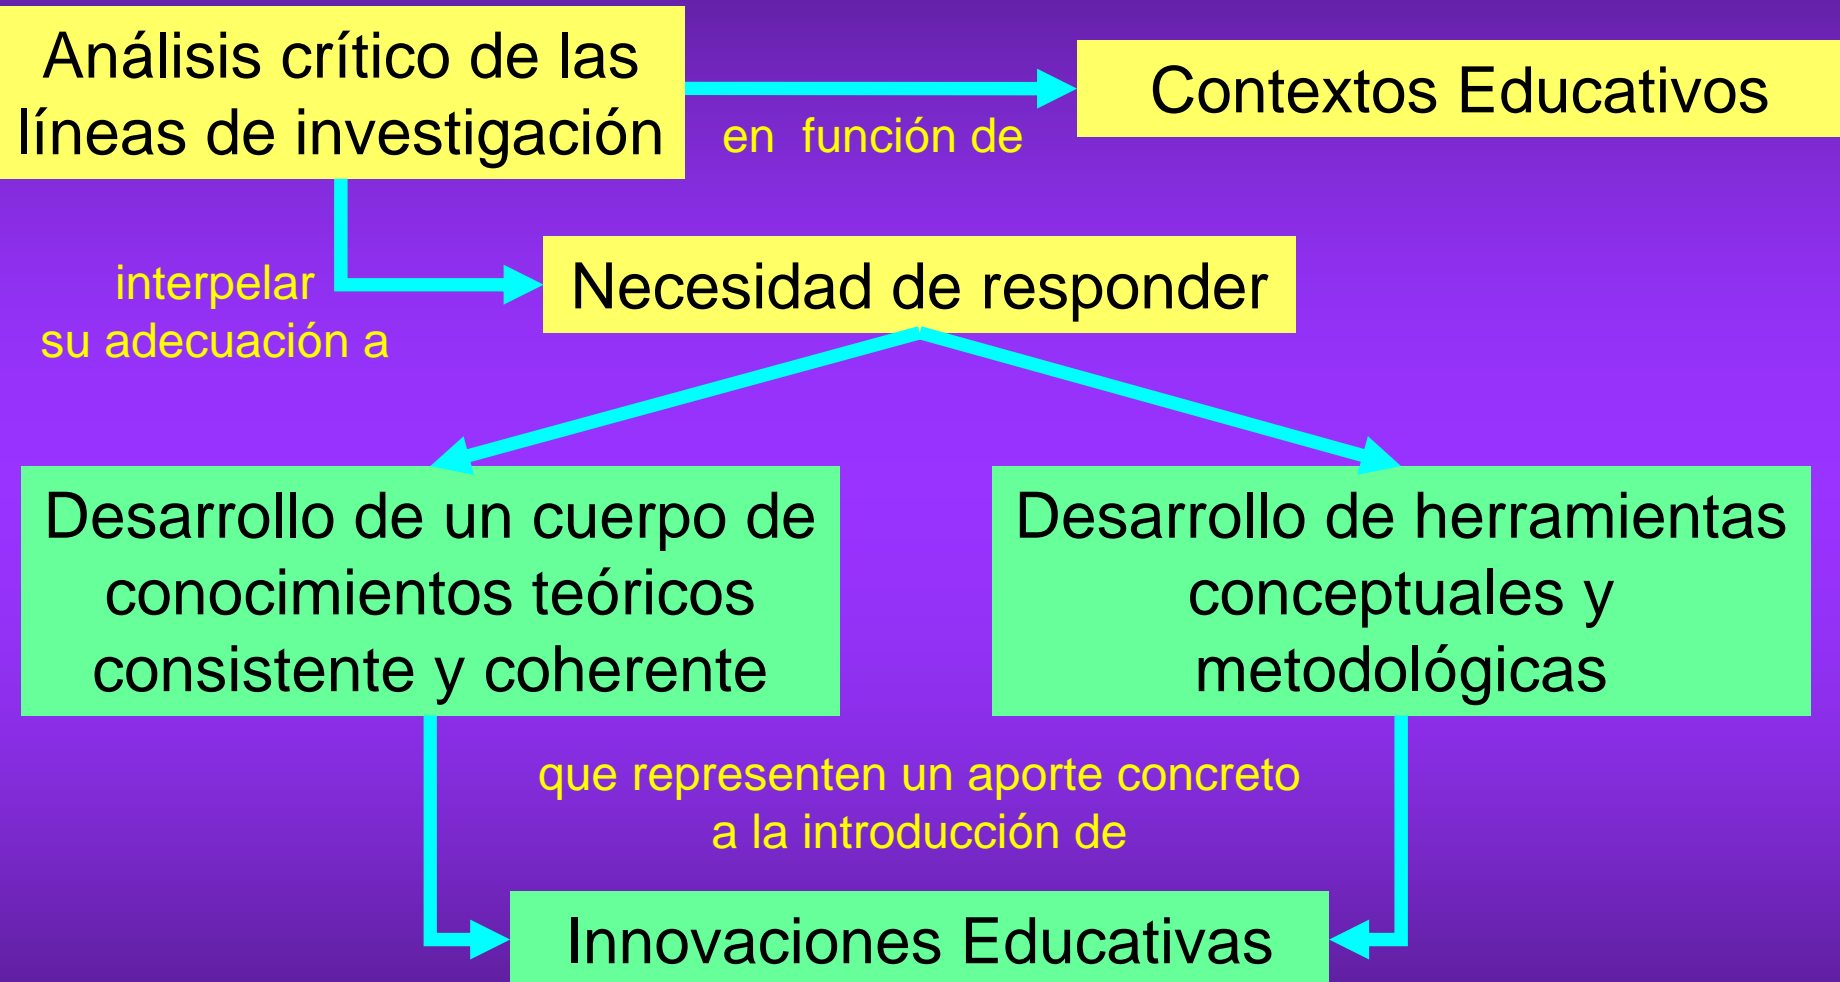 Análisis crítico de las
líneas de investigación
Contextos Educativos
en función de
Necesidad de responder
interpelar
su adecuación a
Desarrollo de un cuerpo de
conocimientos teóricos
consistente y coherente
Desarrollo de herramientas
conceptuales y
metodológicas
que representen un aporte concreto
a la introducción de
Innovaciones Educativas